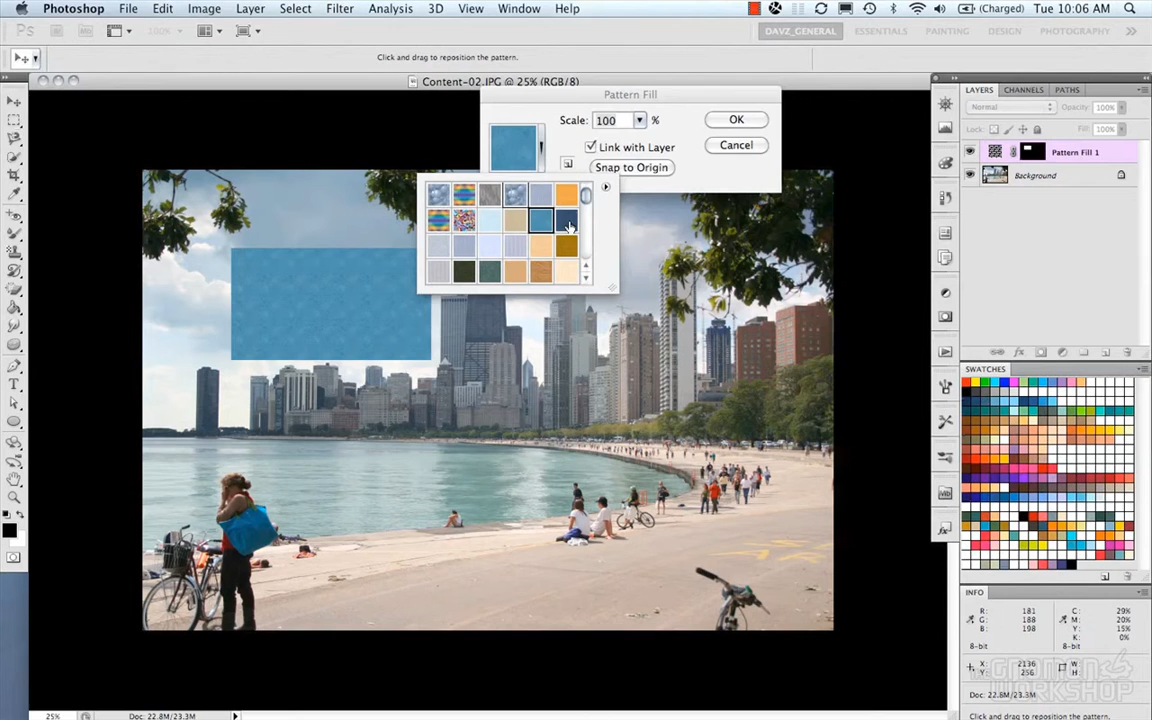 Photoshop File Edit Image Layer Select Filter Analysis 3D View Window Help (Charged) Tue 10:06 AM
Ps 100% DAVZ_GENERAL ESSENTIALS PAINTING DESIGN PHOTOGRAPHY
Click and drag to reposition the pattern.
Content-02.JPG @ 25% (RGB/8)
Pattern Fill
Scale: 100 % OK
Link with Layer Cancel
Snap to Origin
LAYERS CHANNELS PATHS
Normal Opacity: 100%
Lock: Fill: 100%
Pattern Fill 1
Background
SWATCHES
INFO
R: 181 C: 29%
G: 188 M: 20%
B: 198 Y: 15%
K: 0%
8-bit 8-bit
X: 2136 W:
Y: 256 H:
Doc: 22.8M/23.3M
Click and drag to reposition the pattern.
GNOMON WORKSHOP
25% Doc: 22.8M/23.3M